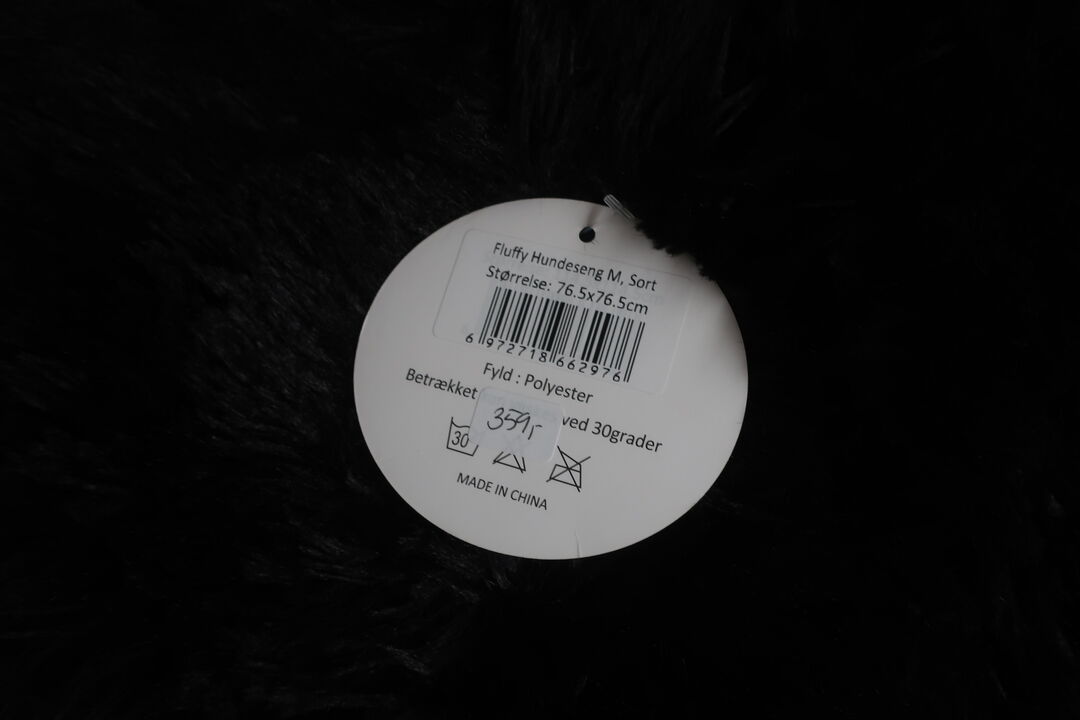 Fluffy Hundeseng M, Sort
Størrelse: 76.5x76.5cm
6 972718 662976
Fyld : Polyester
Betrækket ved 30grader
359,-
30
MADE IN CHINA